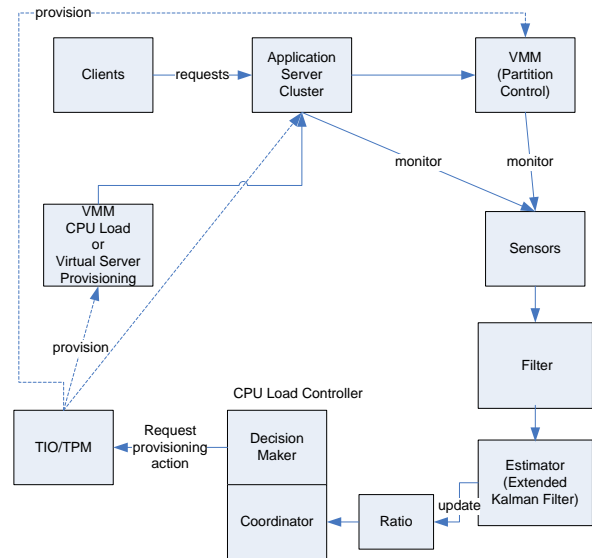 provision
Clients
requests
Application
Server
Cluster
VMM
(Partition
Control)
monitor
monitor
VMM
CPU Load
or
Virtual Server
Provisioning
Sensors
provision
Filter
CPU Load Controller
TIO/TPM
Request
provisioning
action
Decision
Maker
Estimator
(Extended
Kalman Filter)
Coordinator
Ratio
update